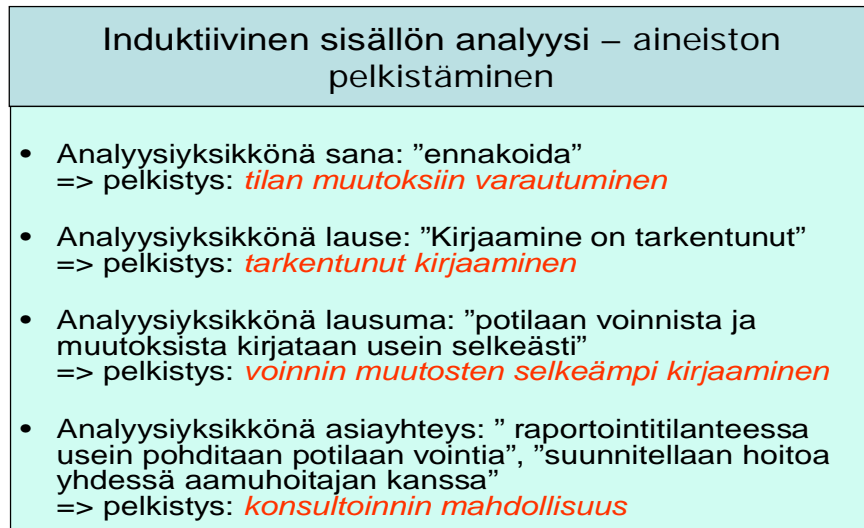 Induktiivinen sisällön analyysi – aineiston
pelkistäminen
• Analyysiyksikkönä sana: ”ennakoida”
=> pelkistys: tilan muutoksiin varautuminen
• Analyysiyksikkönä lause: ”Kirjaamine on tarkentunut”
=> pelkistys: tarkentunut kirjaaminen
• Analyysiyksikkönä lausuma: ”potilaan voinnista ja
muutoksista kirjataan usein selkeästi”
=> pelkistys: voinnin muutosten selkeämpi kirjaaminen
• Analyysiyksikkönä asiayhteys: ” raportointitilanteessa
usein pohditaan potilaan vointia”, ”suunnitellaan hoitoa
yhdessä aamuhoitajan kanssa”
=> pelkistys: konsultoinnin mahdollisuus